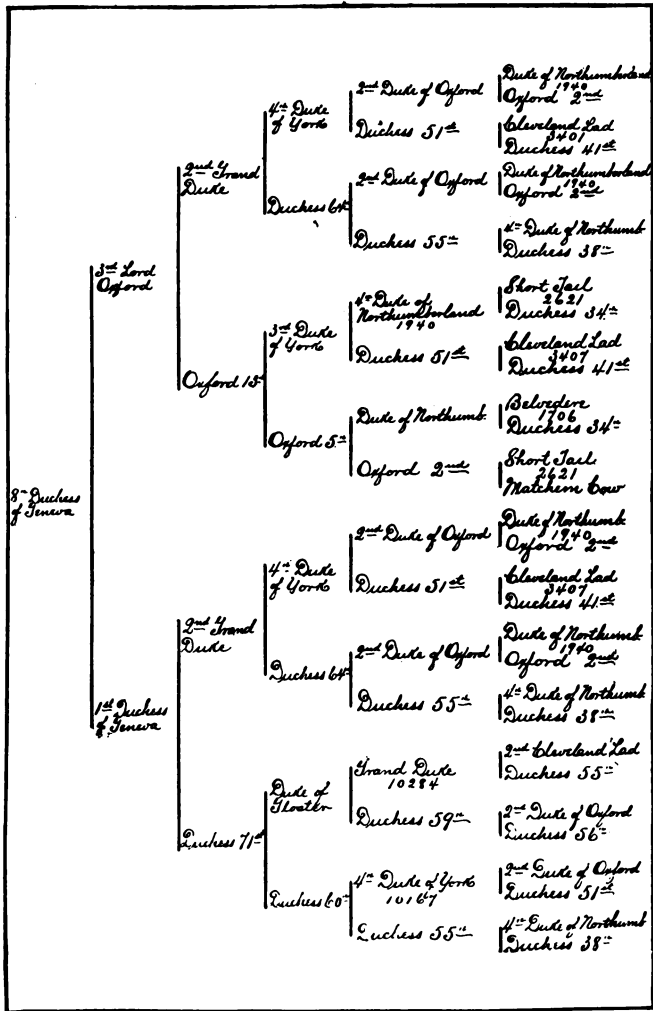 8th Duchess
of Geneva
3rd Lord
Oxford
1st Duchess
of Geneva
2nd Grand
Duke
Oxford 13th
2nd Grand
Duke
Duchess 71st
4th Duke
of York
Duchess 64th
3rd Duke
of York
Oxford 5th
4th Duke
of York
Duchess 64th
Duke of
Gloster
Duchess 60th
2nd Duke of Oxford
Duchess 51st
2nd Duke of Oxford
Duchess 55th
4th Duke of
Northumberland
1940
Duchess 51st
Duke of Northumb.
Oxford 2nd
2nd Duke of Oxford
Duchess 51st
2nd Duke of Oxford
Duchess 55th
Grand Duke
10284
Duchess 59th
4th Duke of York
10167
Duchess 55th
Duke of Northumberland
1940
Oxford 2nd
Cleveland Lad
3401
Duchess 41st
Duke of Northumberland
1940
Oxford 2nd
4th Duke of Northumb
Duchess 38th
Short Tail
2621
Duchess 34th
Cleveland Lad
3407
Duchess 41st
Belvedere
1706
Duchess 34th
Short Tail
2621
Matchem Cow
Duke of Northumb
1940
Oxford 2nd
Cleveland Lad
3407
Duchess 41st
Duke of Northumb
1940
Oxford 2nd
4th Duke of Northumb
Duchess 38th
2nd Cleveland Lad
Duchess 55th
2nd Duke of Oxford
Duchess 56th
2nd Duke of Oxford
Duchess 51st
4th Duke of Northumb
Duchess 38th